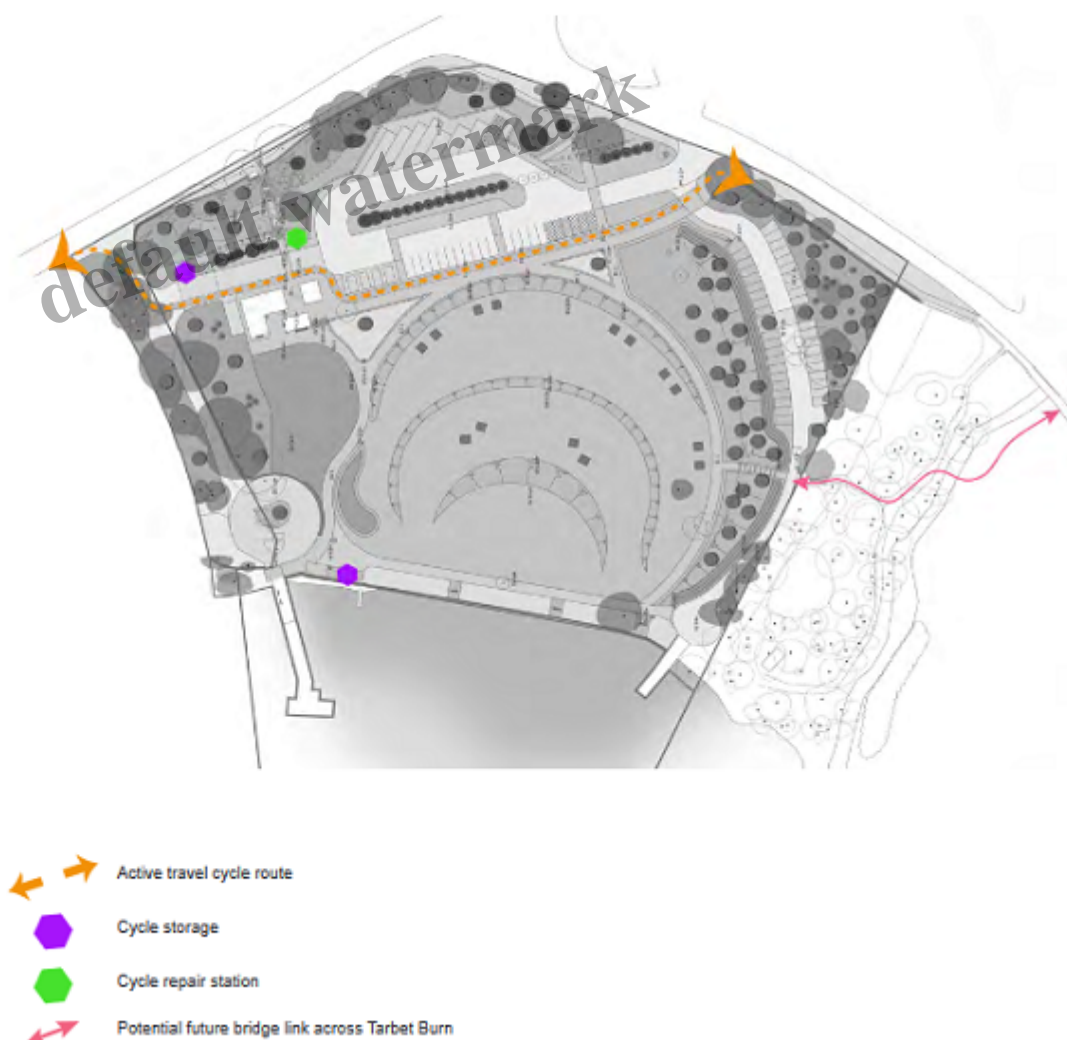 default watermark
Active travel cycle route
Cycle storage
Cycle repair station
Potential future bridge link across Tarbet Burn